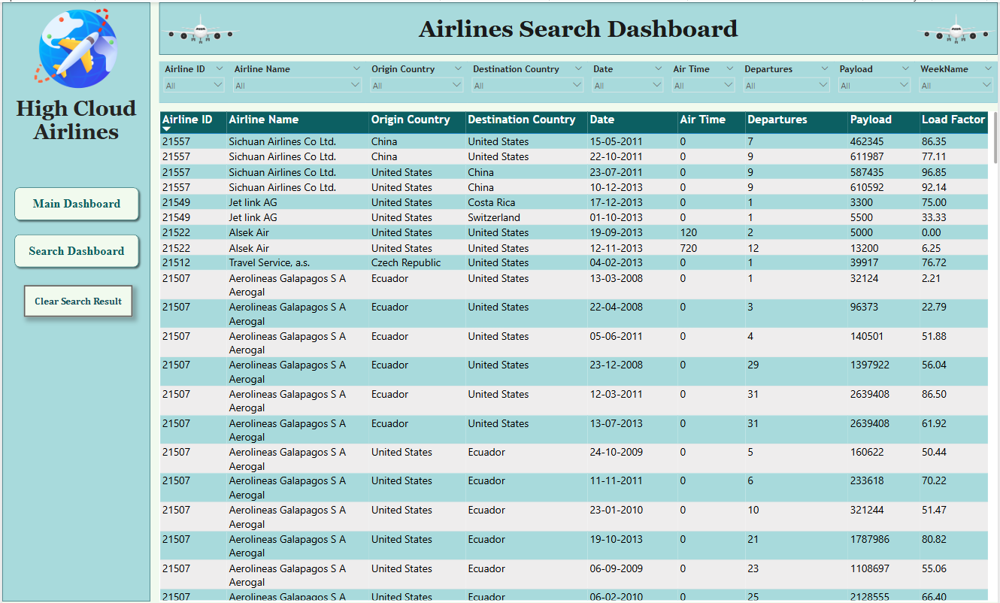 High Cloud
Airlines
Main Dashboard
Search Dashboard
Clear Search Result
Airlines Search Dashboard
Airline ID Airline Name Origin Country Destination Country Date Air Time Departures Payload WeekName
All All All All All All All All All
Airline ID Airline Name Origin Country Destination Country Date Air Time Departures Payload Load Factor
21557 Sichuan Airlines Co Ltd. China United States 15-05-2011 0 7 462345 86.35
21557 Sichuan Airlines Co Ltd. China United States 22-10-2011 0 9 611987 77.11
21557 Sichuan Airlines Co Ltd. United States China 23-07-2011 0 9 587435 96.85
21557 Sichuan Airlines Co Ltd. United States China 10-12-2013 0 9 610592 92.14
21549 Jet link AG United States Costa Rica 17-12-2013 0 1 3300 75.00
21549 Jet link AG United States Switzerland 01-10-2013 0 1 5500 33.33
21522 Alsek Air United States United States 19-09-2013 120 2 5000 0.00
21522 Alsek Air United States United States 12-11-2013 720 12 13200 6.25
21512 Travel Service, a.s. Czech Republic United States 04-02-2013 0 1 39917 76.72
21507 Aerolineas Galapagos S A Ecuador United States 13-03-2008 0 1 32124 2.21
Aerogal
21507 Aerolineas Galapagos S A Ecuador United States 22-04-2008 0 3 96373 22.79
Aerogal
21507 Aerolineas Galapagos S A Ecuador United States 05-06-2011 0 4 140501 51.88
Aerogal
21507 Aerolineas Galapagos S A Ecuador United States 23-12-2008 0 29 1397922 56.04
Aerogal
21507 Aerolineas Galapagos S A Ecuador United States 12-03-2011 0 31 2639408 86.50
Aerogal
21507 Aerolineas Galapagos S A Ecuador United States 13-07-2013 0 31 2639408 61.92
Aerogal
21507 Aerolineas Galapagos S A United States Ecuador 24-10-2009 0 5 160622 50.44
Aerogal
21507 Aerolineas Galapagos S A United States Ecuador 11-11-2011 0 6 233618 70.22
Aerogal
21507 Aerolineas Galapagos S A United States Ecuador 23-01-2010 0 10 321244 51.47
Aerogal
21507 Aerolineas Galapagos S A United States Ecuador 19-10-2013 0 21 1787986 80.82
Aerogal
21507 Aerolineas Galapagos S A United States Ecuador 06-09-2009 0 23 1108697 55.06
Aerogal
21507 Aerolineas Galapagos S A United States Ecuador 06-02-2010 0 25 2128555 66.40